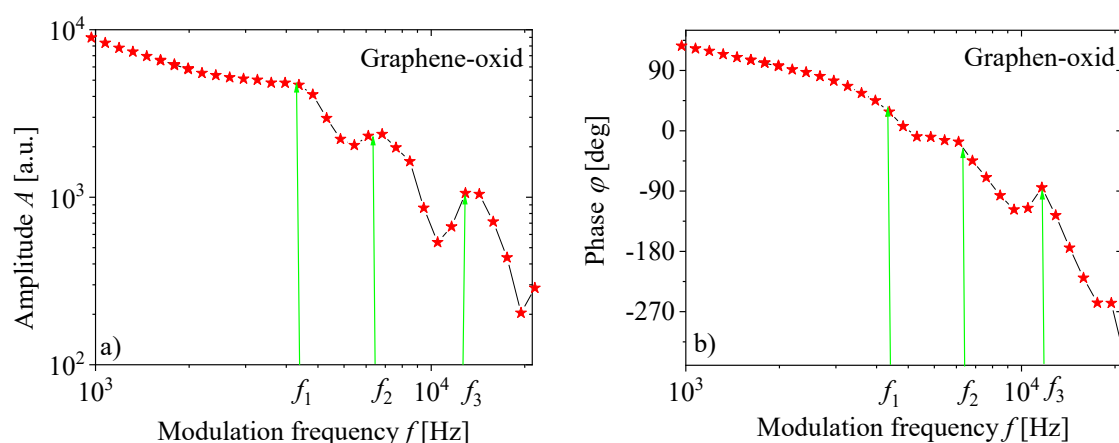 10⁴
Graphene-oxid
10³
10²
Amplitude A [a.u.]
a)
10³
f₁
f₂
10⁴
f₃
Modulation frequency f [Hz]
Graphen-oxid
90
0
-90
-180
-270
Phase φ [deg]
b)
10³
f₁
f₂
10⁴
f₃
Modulation frequency f [Hz]